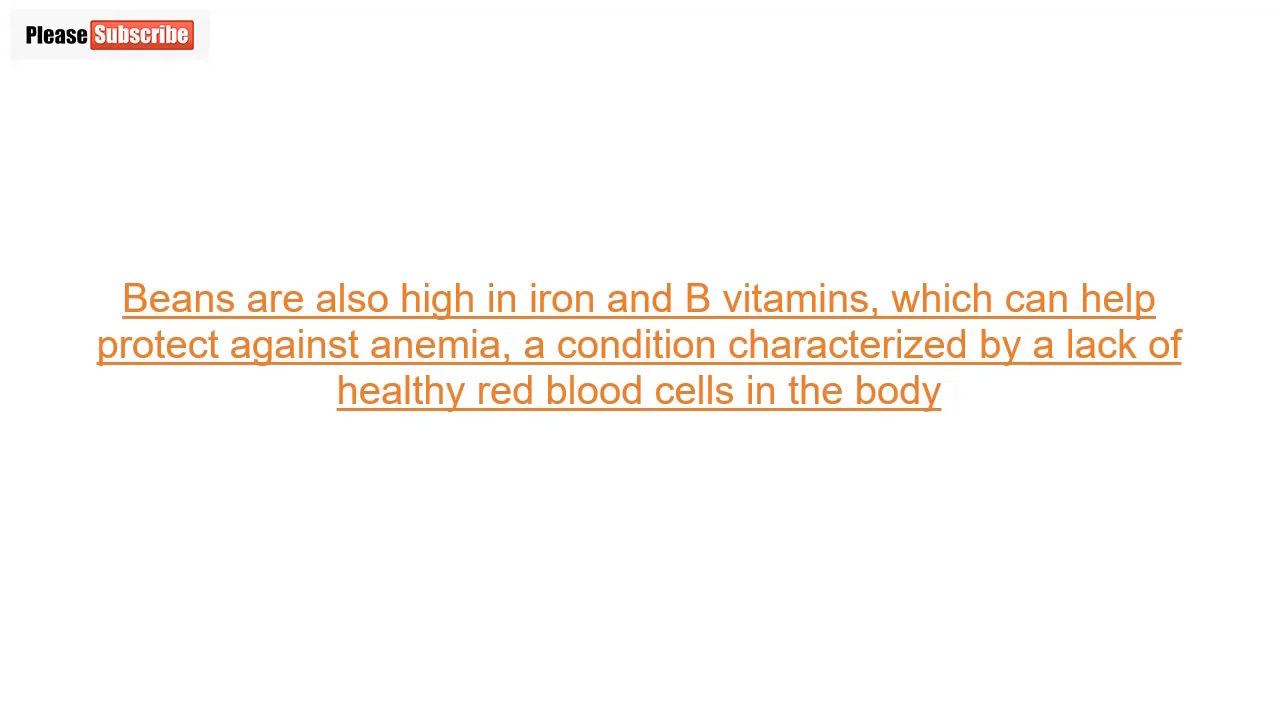 Please Subscribe
Beans are also high in iron and B vitamins, which can help
protect against anemia, a condition characterized by a lack of
healthy red blood cells in the body